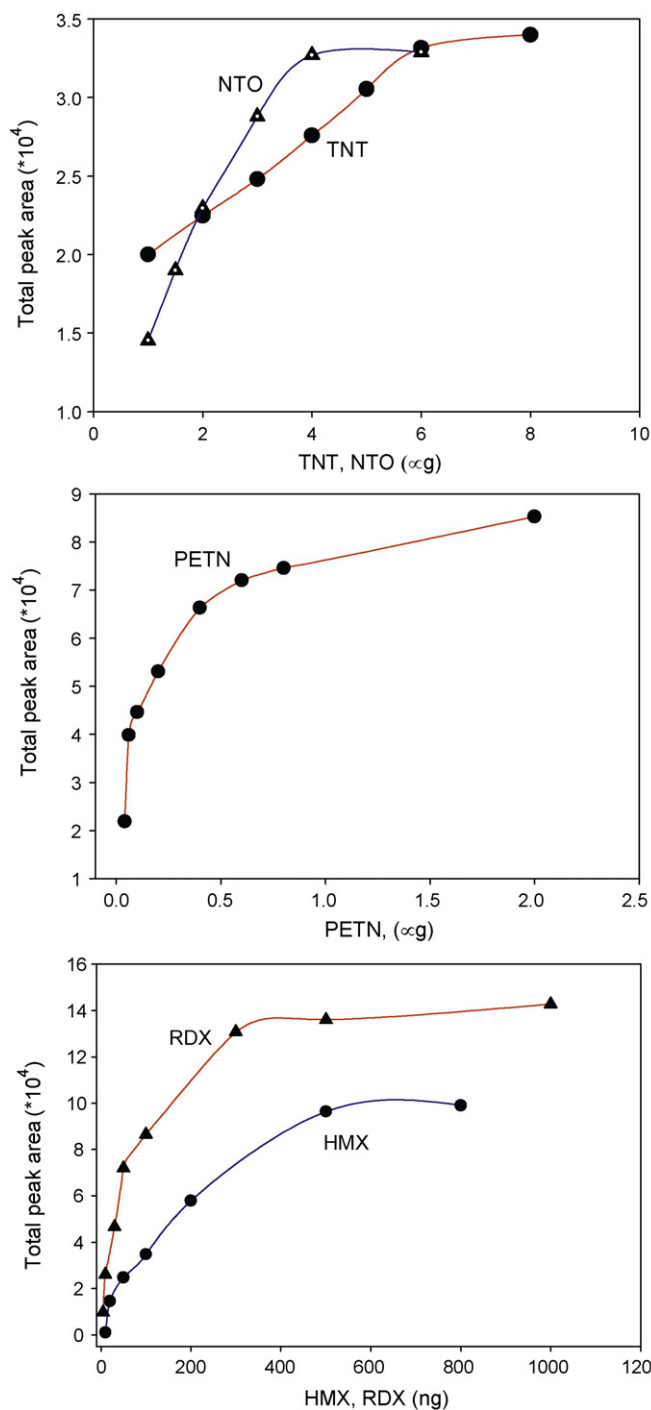 3.5
3.0
2.5
2.0
1.5
1.0
Total peak area (*10⁴)
NTO
TNT
0 2 4 6 8 10
TNT, NTO (∝g)
9
8
7
6
5
4
3
2
1
Total peak area (*10⁴)
PETN
0.0 0.5 1.0 1.5 2.0 2.5
PETN, (∝g)
16
14
12
10
8
6
4
2
0
Total peak area (*10⁴)
RDX
HMX
0 200 400 600 800 1000 120
HMX, RDX (ng)